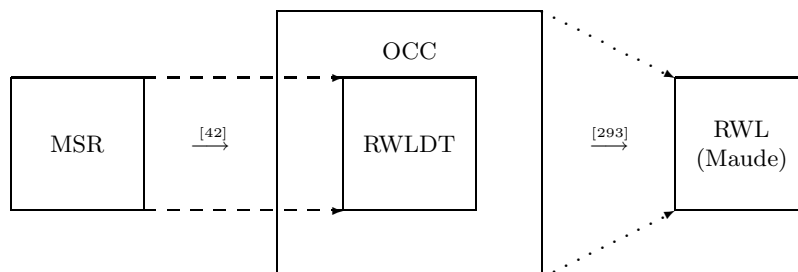 OCC
MSR
[42]
RWLDT
[293]
RWL
(Maude)